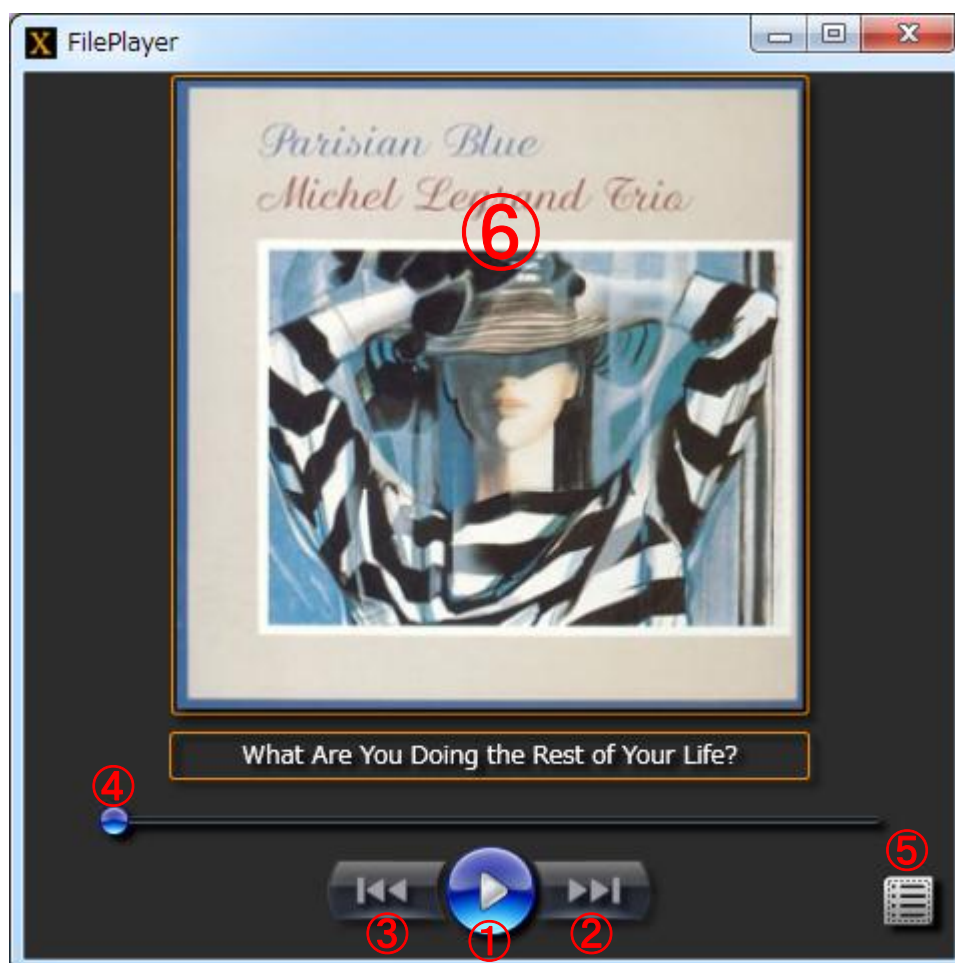 X FilePlayer
Parisian Blue
Michel Legrand Trio
⑥
What Are You Doing the Rest of Your Life?
④
⑤
③ ① ②